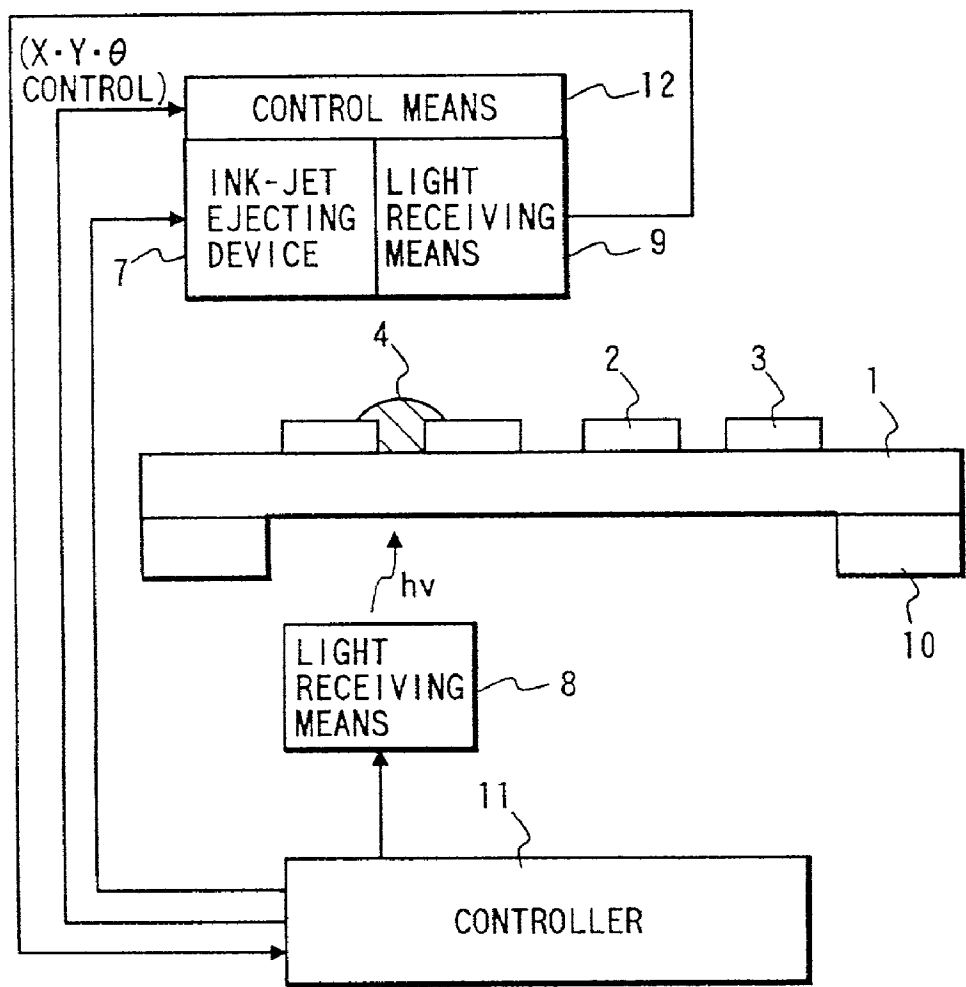 (X·Y·θ
CONTROL)
12
CONTROL MEANS
INK-JET
EJECTING
DEVICE
LIGHT
RECEIVING
MEANS
7
9
4
2
3
1
hν
10
LIGHT
RECEIVING
MEANS
8
11
CONTROLLER